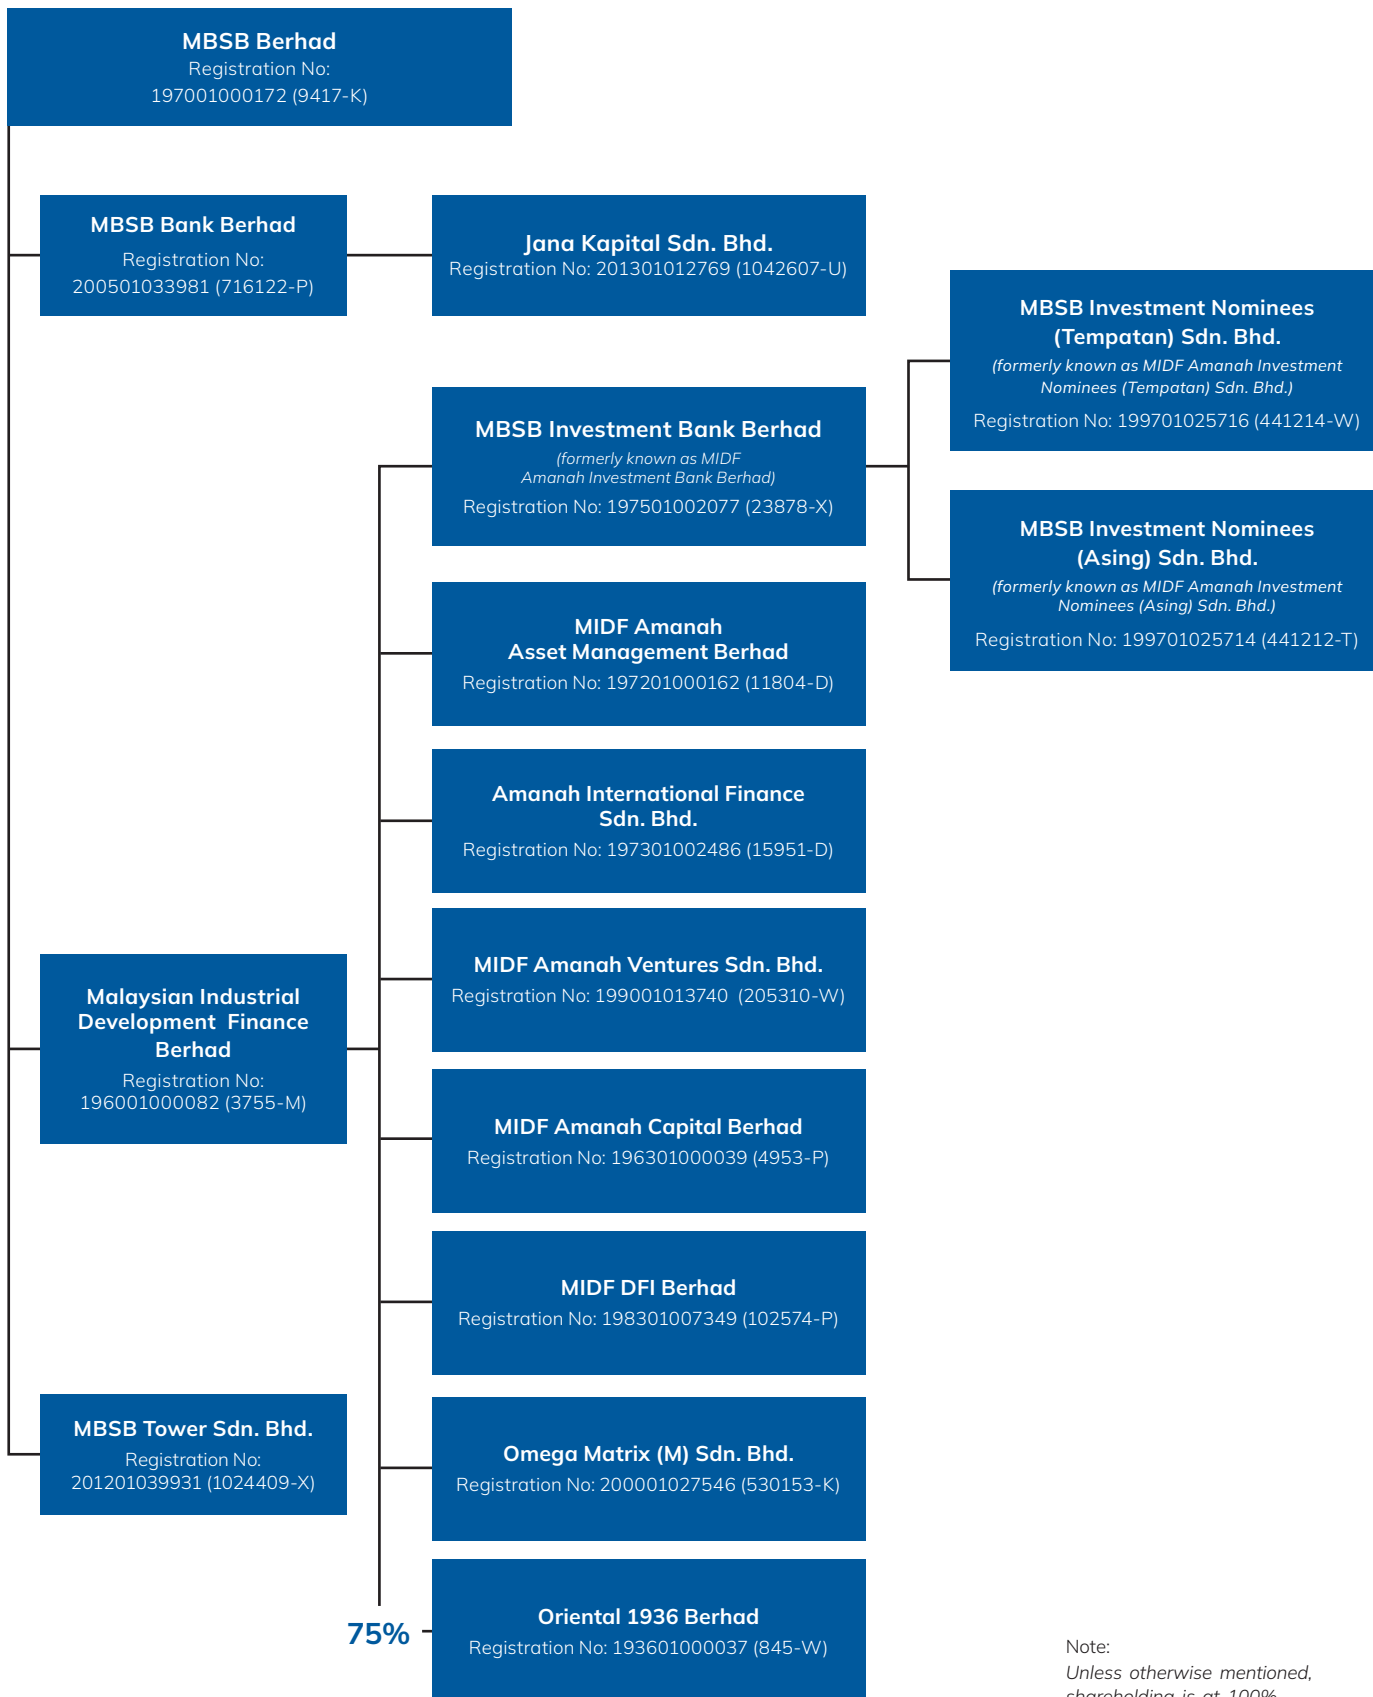 MBSB Berhad
Registration No:
197001000172 (9417-K)
MBSB Bank Berhad
Registration No:
200501033981 (716122-P)
Jana Kapital Sdn. Bhd.
Registration No: 201301012769 (1042607-U)
MBSB Investment Nominees
(Tempatan) Sdn. Bhd.
(formerly known as MIDF Amanah Investment
Nominees (Tempatan) Sdn. Bhd.)
Registration No: 199701025716 (441214-W)
MBSB Investment Bank Berhad
(formerly known as MIDF
Amanah Investment Bank Berhad)
Registration No: 197501002077 (23878-X)
MBSB Investment Nominees
(Asing) Sdn. Bhd.
(formerly known as MIDF Amanah Investment
Nominees (Asing) Sdn. Bhd.)
Registration No: 199701025714 (441212-T)
MIDF Amanah
Asset Management Berhad
Registration No: 197201000162 (11804-D)
Amanah International Finance
Sdn. Bhd.
Registration No: 197301002486 (15951-D)
MIDF Amanah Ventures Sdn. Bhd.
Registration No: 199001013740 (205310-W)
Malaysian Industrial
Development Finance
Berhad
Registration No:
196001000082 (3755-M)
MIDF Amanah Capital Berhad
Registration No: 196301000039 (4953-P)
MIDF DFI Berhad
Registration No: 198301007349 (102574-P)
MBSB Tower Sdn. Bhd.
Registration No:
201201039931 (1024409-X)
Omega Matrix (M) Sdn. Bhd.
Registration No: 200001027546 (530153-K)
75%
Oriental 1936 Berhad
Registration No: 193601000037 (845-W)
Note:
Unless otherwise mentioned,
shareholding is at 100%